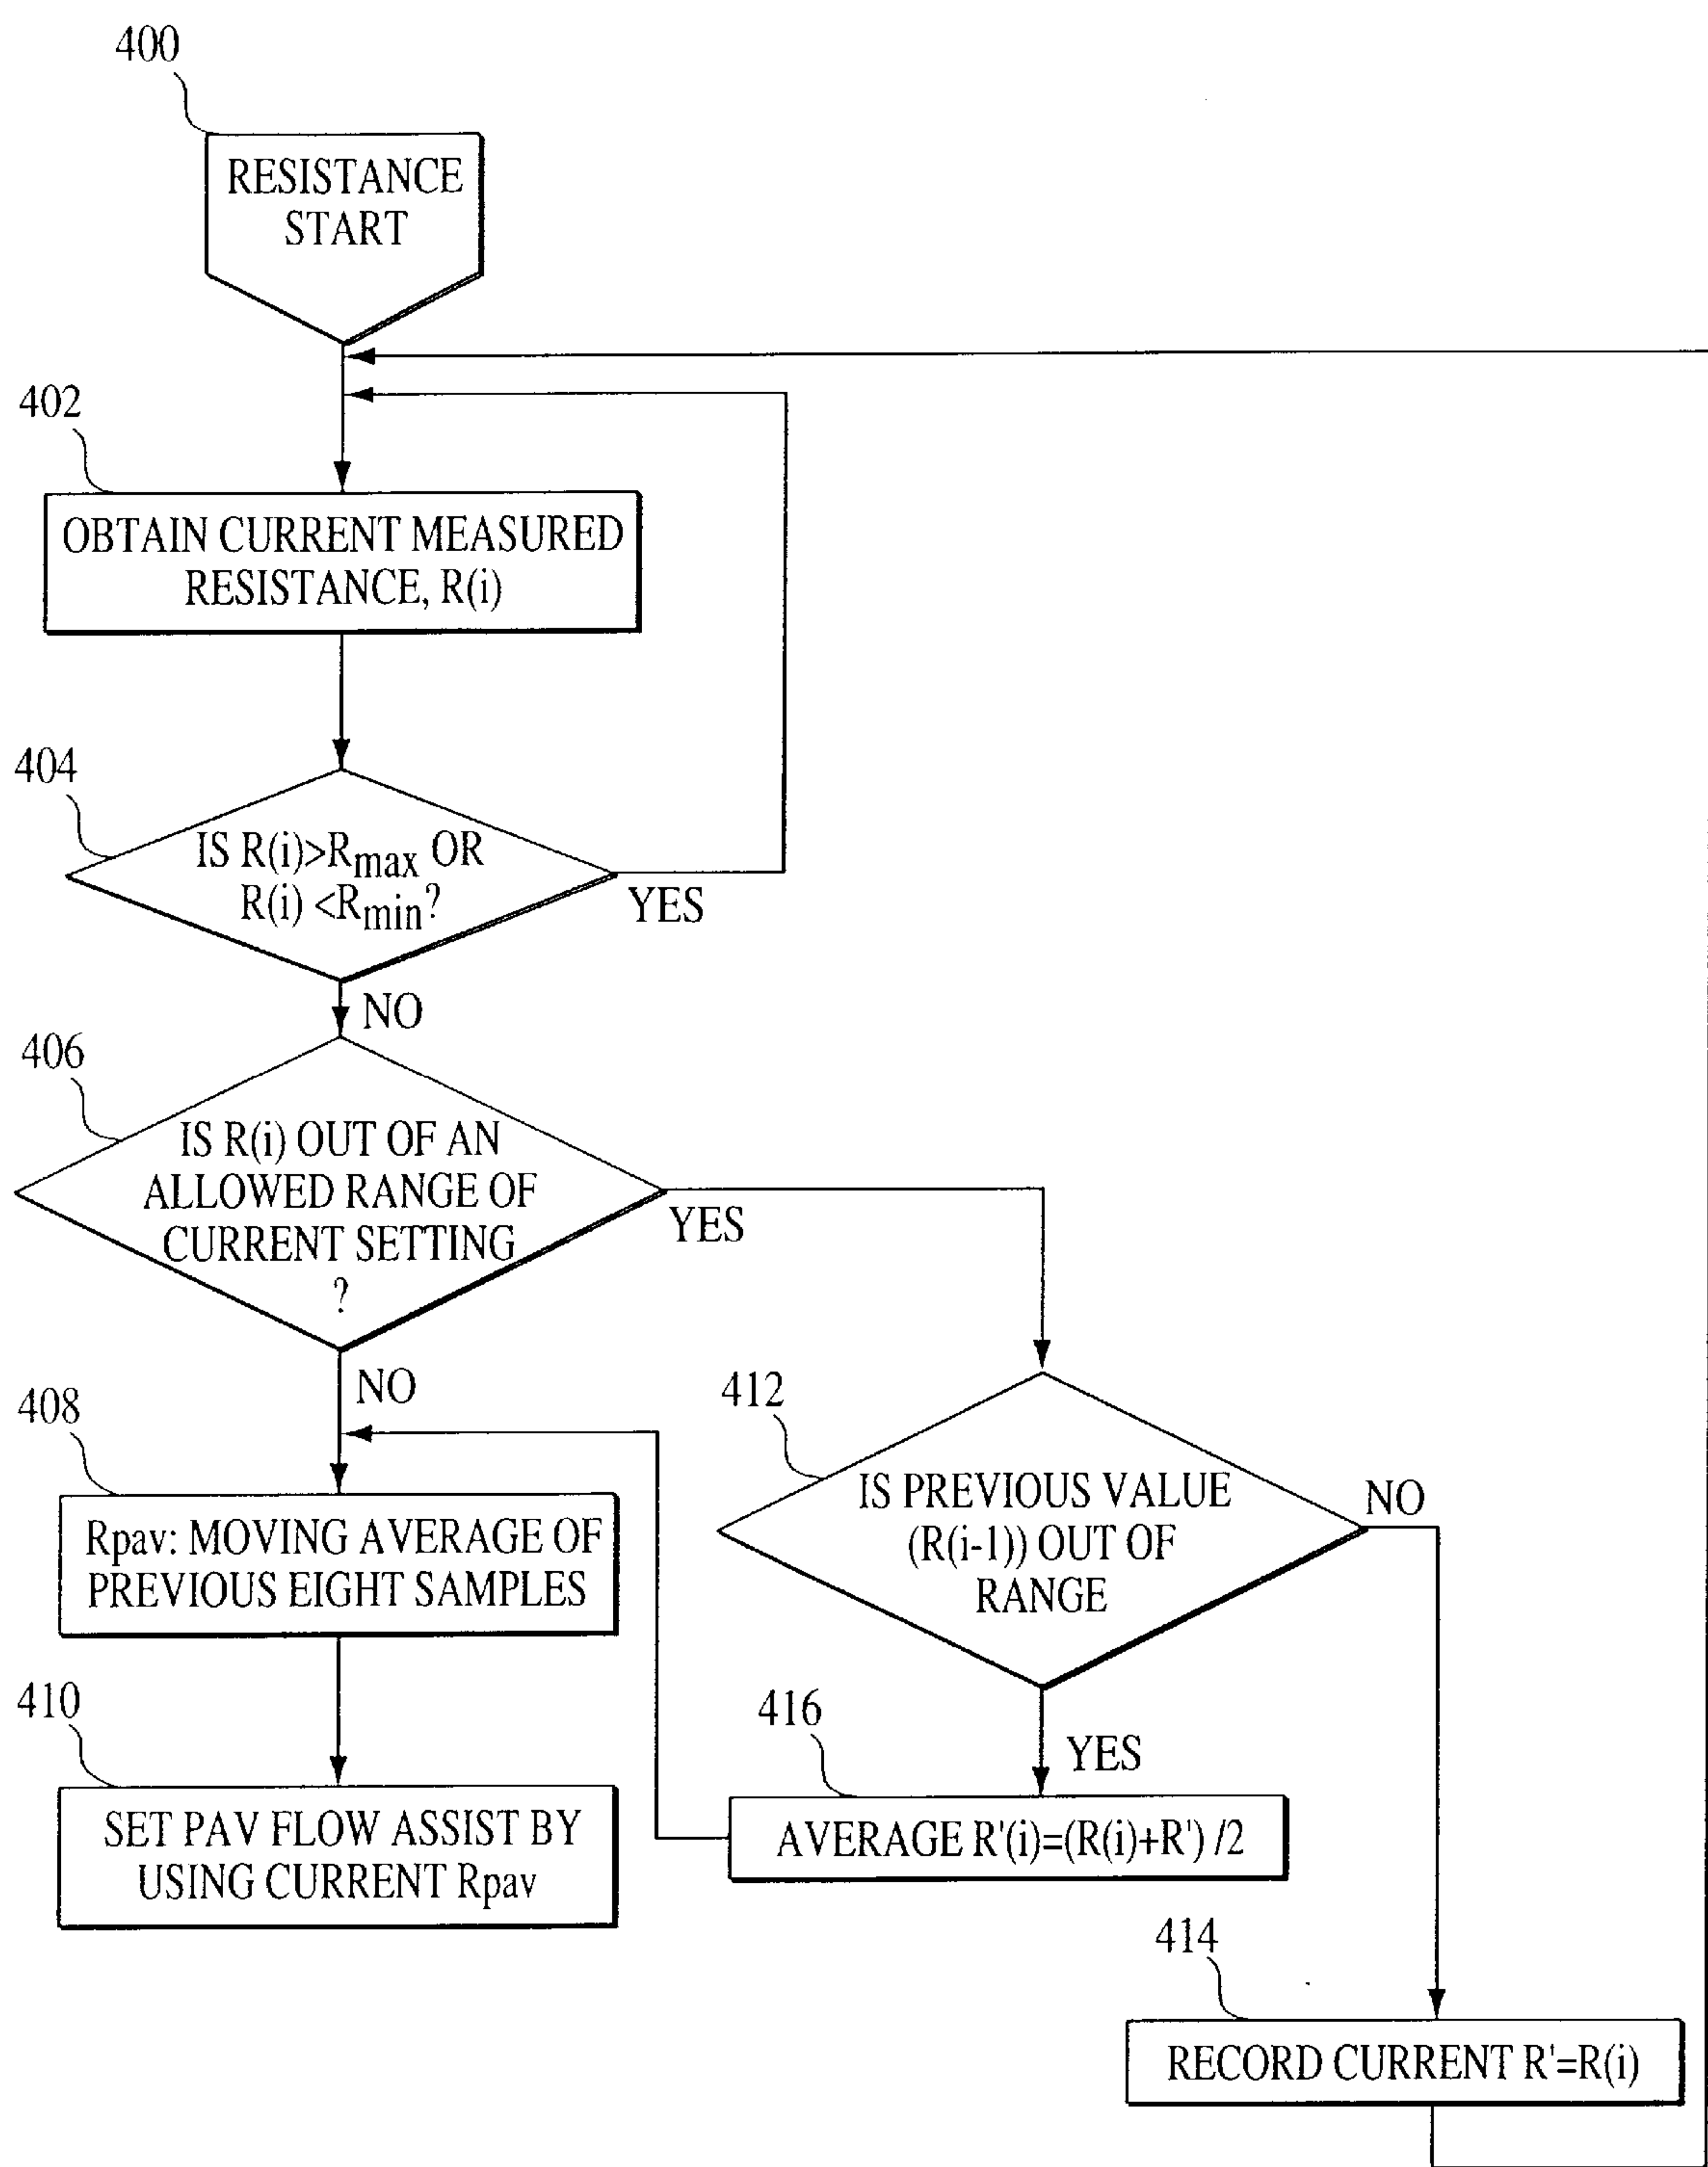 400
RESISTANCE
START
402
OBTAIN CURRENT MEASURED
RESISTANCE, R(i)
404
IS R(i)>Rmax OR
R(i) <Rmin?
YES
NO
406
IS R(i) OUT OF AN
ALLOWED RANGE OF
CURRENT SETTING
?
YES
NO
408
Rpav: MOVING AVERAGE OF
PREVIOUS EIGHT SAMPLES
410
SET PAV FLOW ASSIST BY
USING CURRENT Rpav
412
IS PREVIOUS VALUE
(R(i-1)) OUT OF
RANGE
NO
YES
416
AVERAGE R'(i)=(R(i)+R') /2
414
RECORD CURRENT R'=R(i)